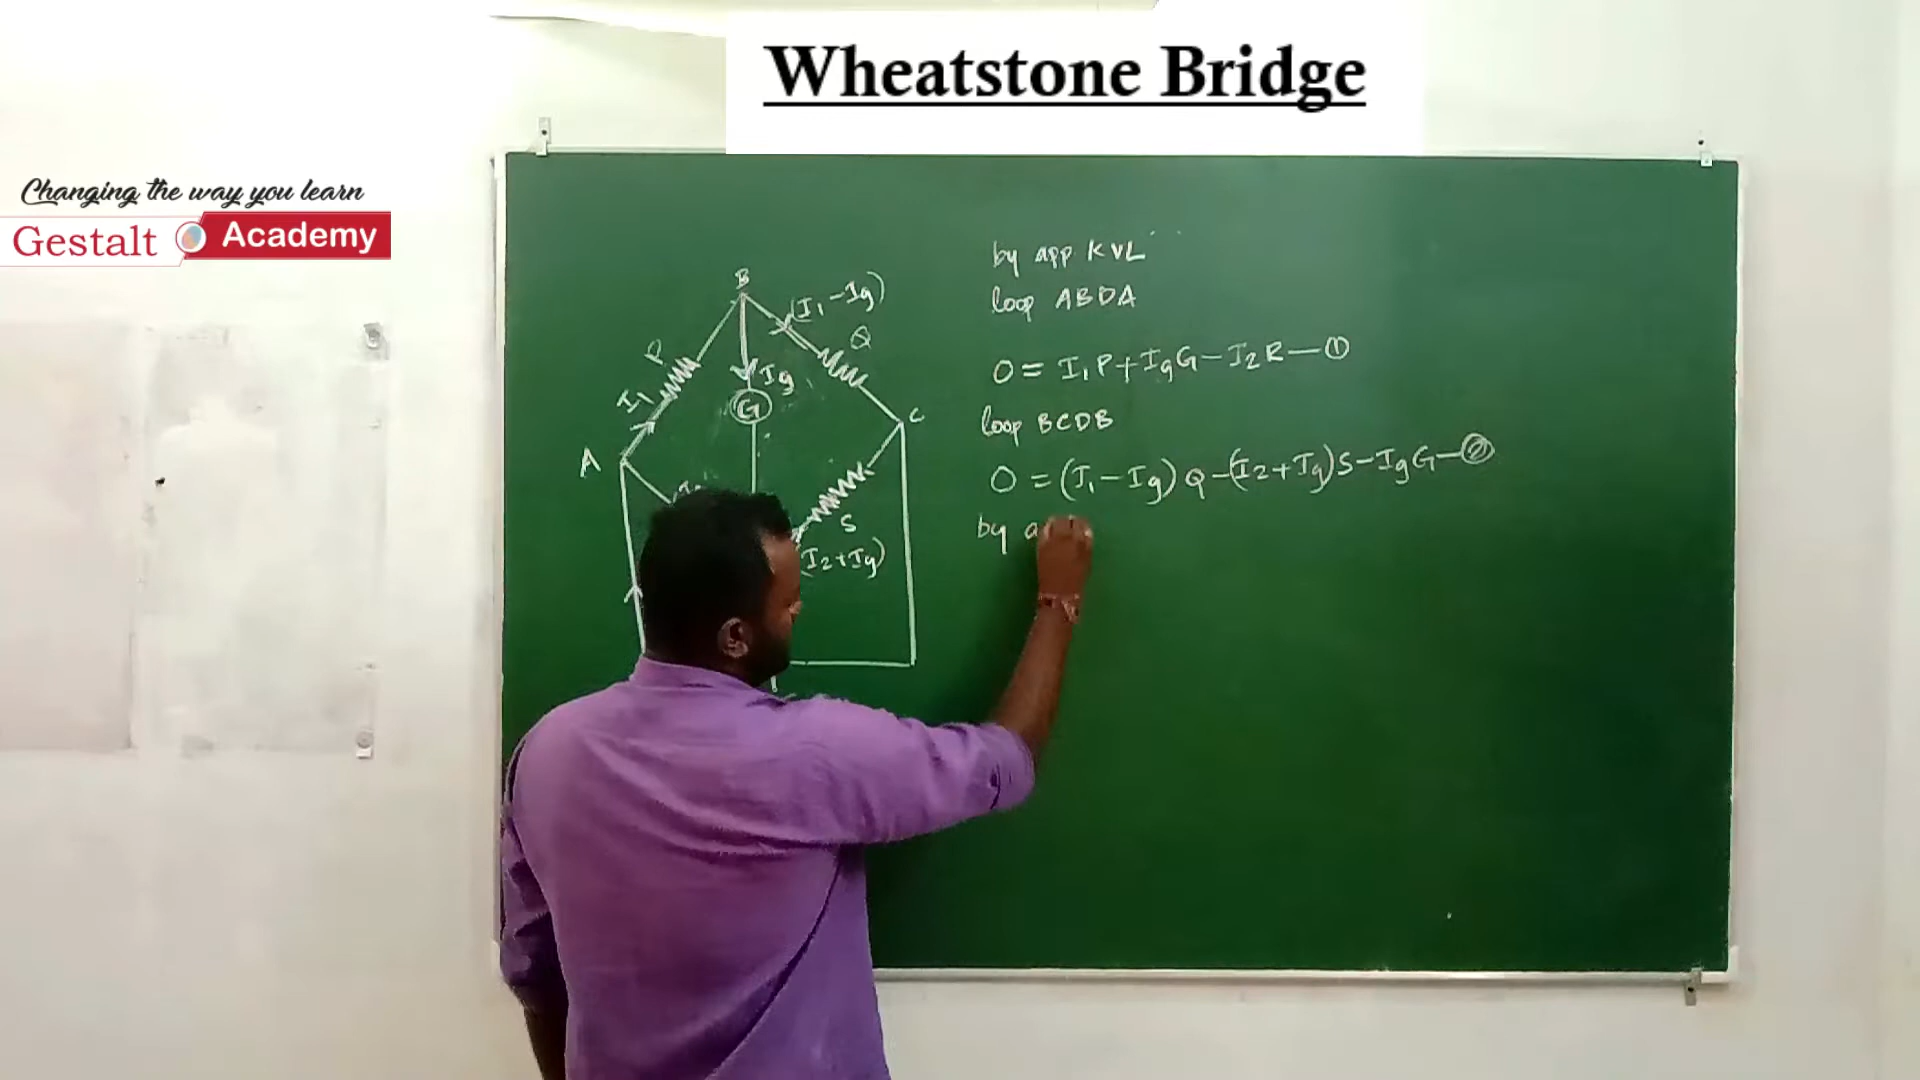 Wheatstone Bridge
Changing the way you learn
Gestalt Academy
by app KVL
loop ABDA
0 = I₁P + IgG - I₂R - ①
loop BCDB
0 = (I₁ - Ig) Q - (I2 + Ig) S - IgG - ②
by
B
(I₁ - Ig)
P
Q
I₁
Ig
G
C
A
S
(I2 + Ig)